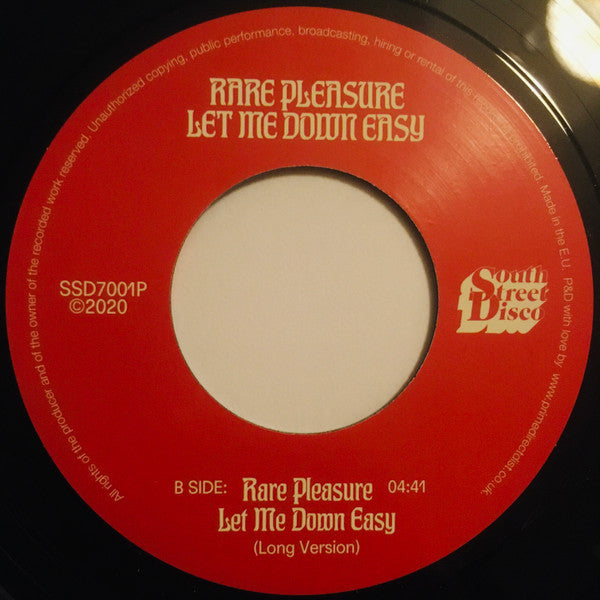 All rights of the producer and of the owner of the recorded work reserved. Unauthorized copying, public performance, broadcasting, hiring or rental of this recording prohibited. Made in the E.U. P&D with love by www.primedirectdist.co.uk
RARE PLEASURE
LET ME DOWN EASY
SSD7001P
©2020
South
Street
Disco
B SIDE: Rare Pleasure 04:41
Let Me Down Easy
(Long Version)